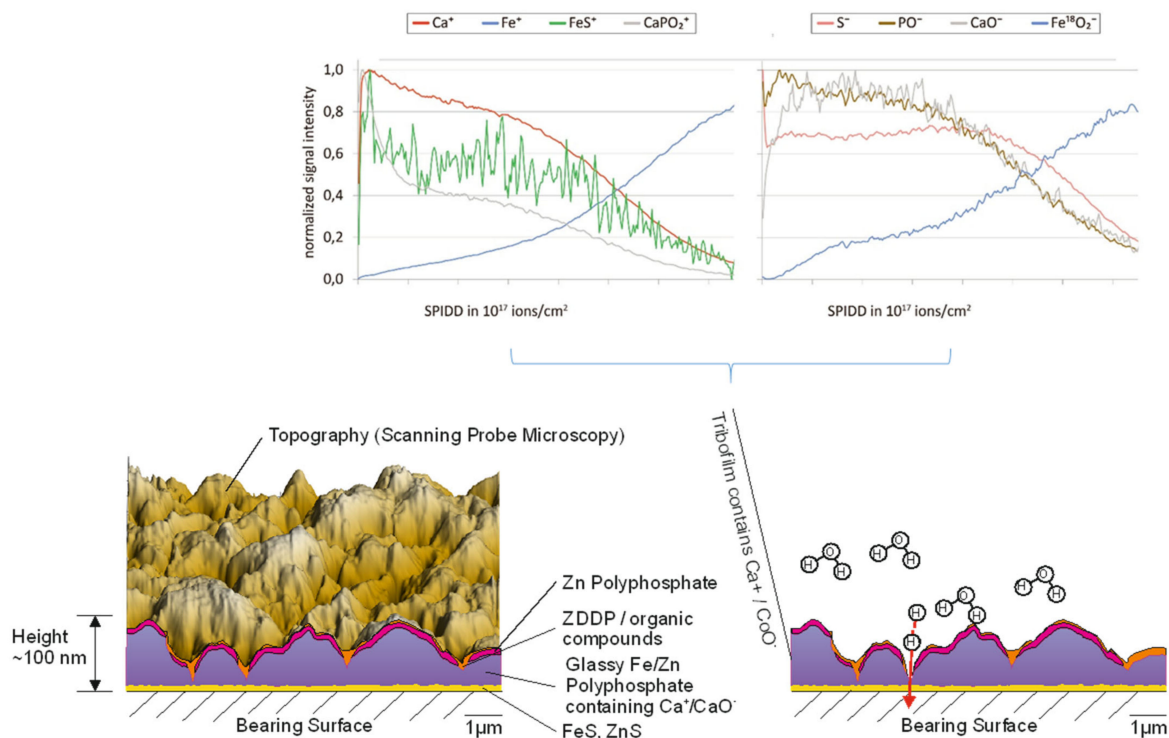 Ca⁺ Fe⁺ FeS⁺ CaPO₂⁺
S⁻ PO⁻ CaO⁻ Fe¹⁸O₂⁻
normalized signal intensity
1,0
0,8
0,6
0,4
0,2
0,0
SPIDD in 10¹⁷ ions/cm²
SPIDD in 10¹⁷ ions/cm²
Topography (Scanning Probe Microscopy)
Height
~100 nm
Zn Polyphosphate
ZDDP / organic
compounds
Glassy Fe/Zn
Polyphosphate
containing Ca⁺/CaO⁻
FeS, ZnS
Bearing Surface
1µm
Tribofilm contains Ca+ / CoO⁻
H O H
H O H
H O H
H O H
H
H
Bearing Surface
1µm